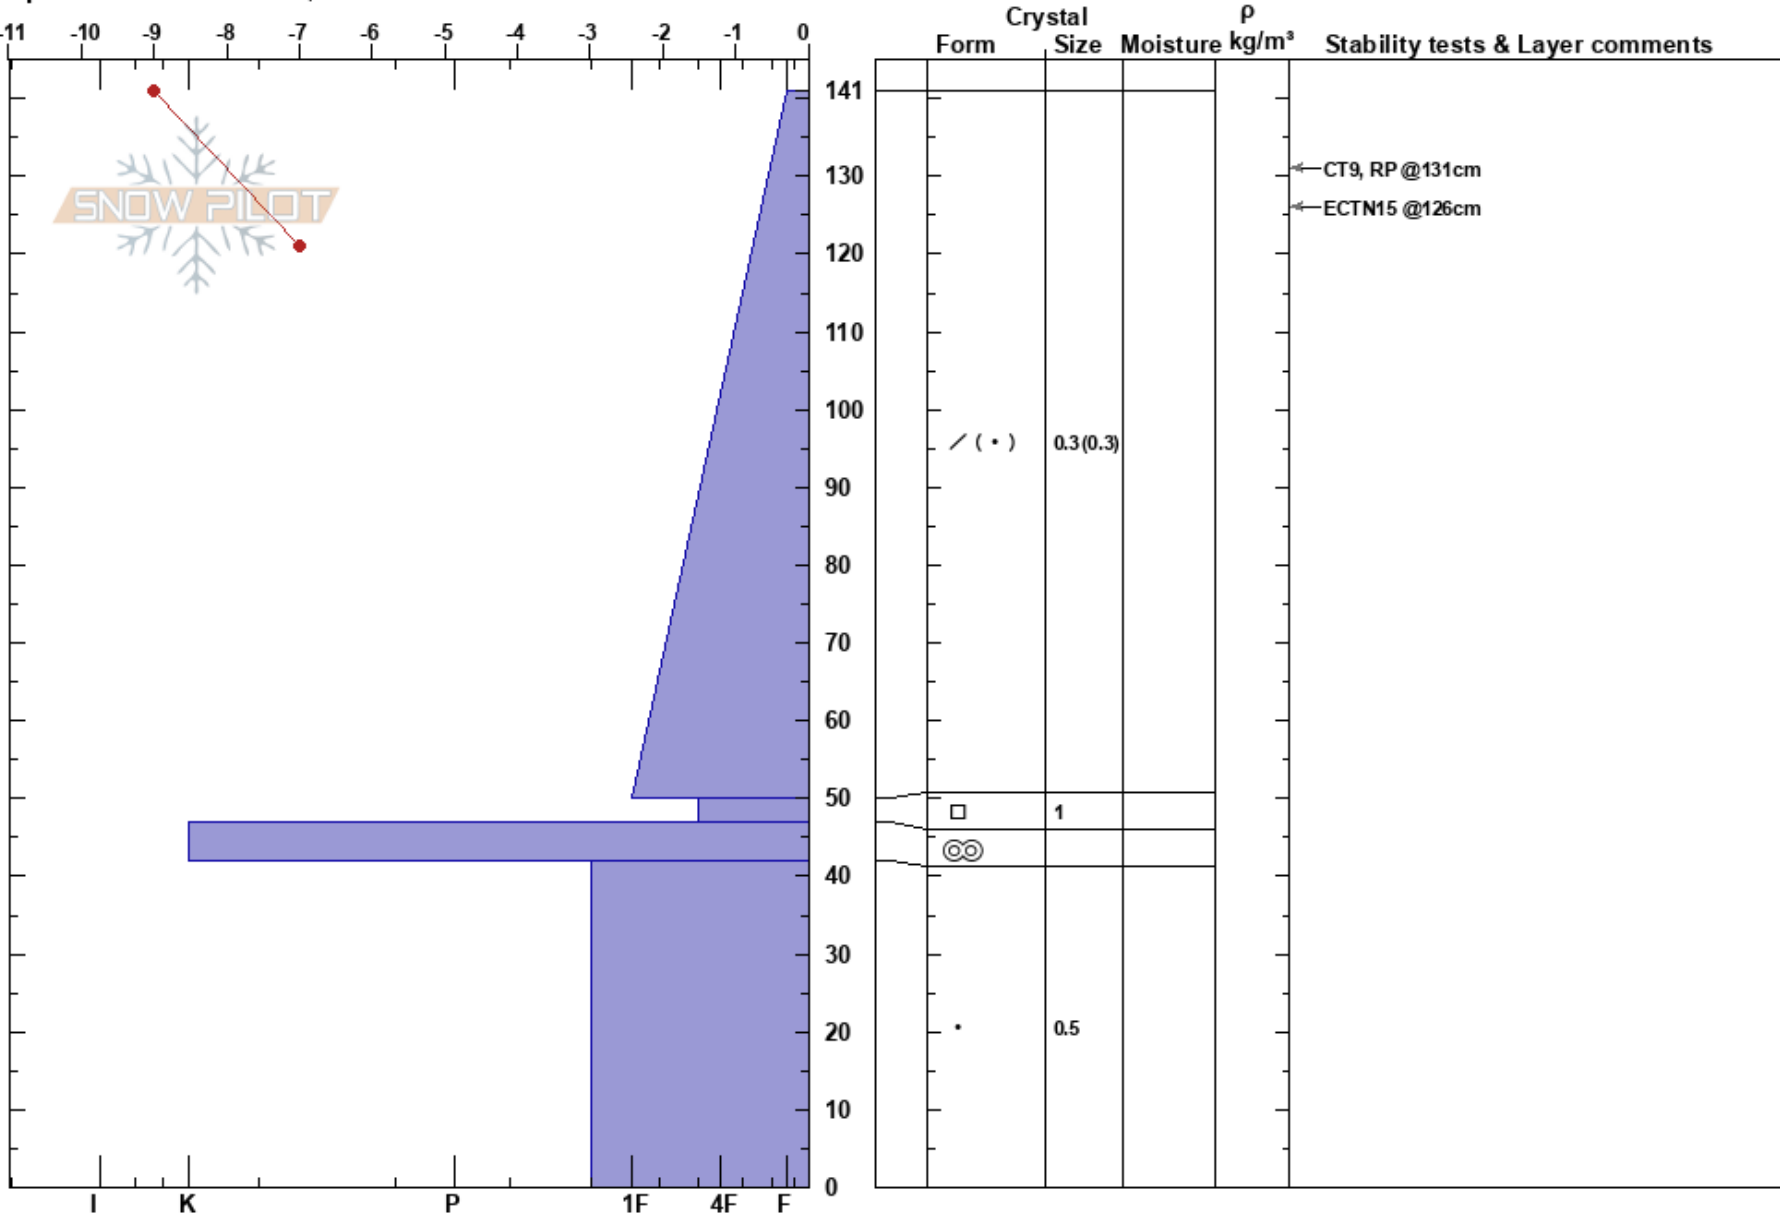 -11 -10 -9 -8 -7 -6 -5 -4 -3 -2 -1 0
Crystal ρ
Form Size Moisture kg/m³ Stability tests & Layer comments
141
CT9, RP @131cm
130
SNOW PILOT
ECTN15 @126cm
120
110
100
/ ( • ) 0.3(0.3)
90
80
70
60
50
1
40
30
20
• 0.5
10
0
I K P 1F 4F F